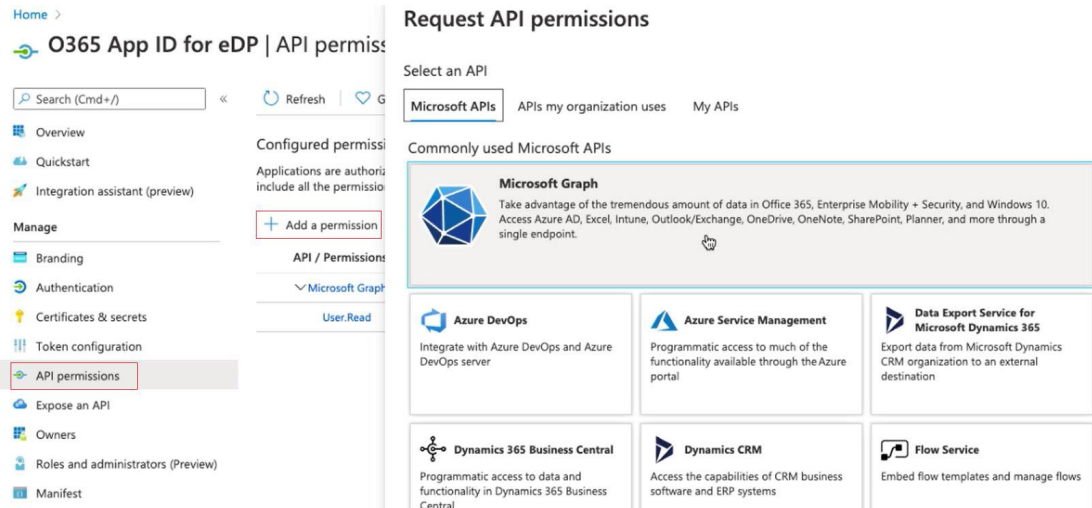 Home >
O365 App ID for eDP | API permiss
Search (Cmd+/)
«
Overview
Quickstart
Integration assistant (preview)
Manage
Branding
Authentication
Certificates & secrets
Token configuration
API permissions
Expose an API
Owners
Roles and administrators (Preview)
Manifest
Refresh
G
Configured permissi
Applications are authoriz
include all the permissio
+ Add a permission
API / Permissions
Microsoft Graph
User.Read
Request API permissions
Select an API
Microsoft APIs APIs my organization uses My APIs
Commonly used Microsoft APIs
Microsoft Graph
Take advantage of the tremendous amount of data in Office 365, Enterprise Mobility + Security, and Windows 10.
Access Azure AD, Excel, Intune, Outlook/Exchange, OneDrive, OneNote, SharePoint, Planner, and more through a
single endpoint.
Azure DevOps
Integrate with Azure DevOps and Azure
DevOps server
Azure Service Management
Programmatic access to much of the
functionality available through the Azure
portal
Data Export Service for
Microsoft Dynamics 365
Export data from Microsoft Dynamics
CRM organization to an external
destination
Dynamics 365 Business Central
Programmatic access to data and
functionality in Dynamics 365 Business
Central
Dynamics CRM
Access the capabilities of CRM business
software and ERP systems
Flow Service
Embed flow templates and manage flows